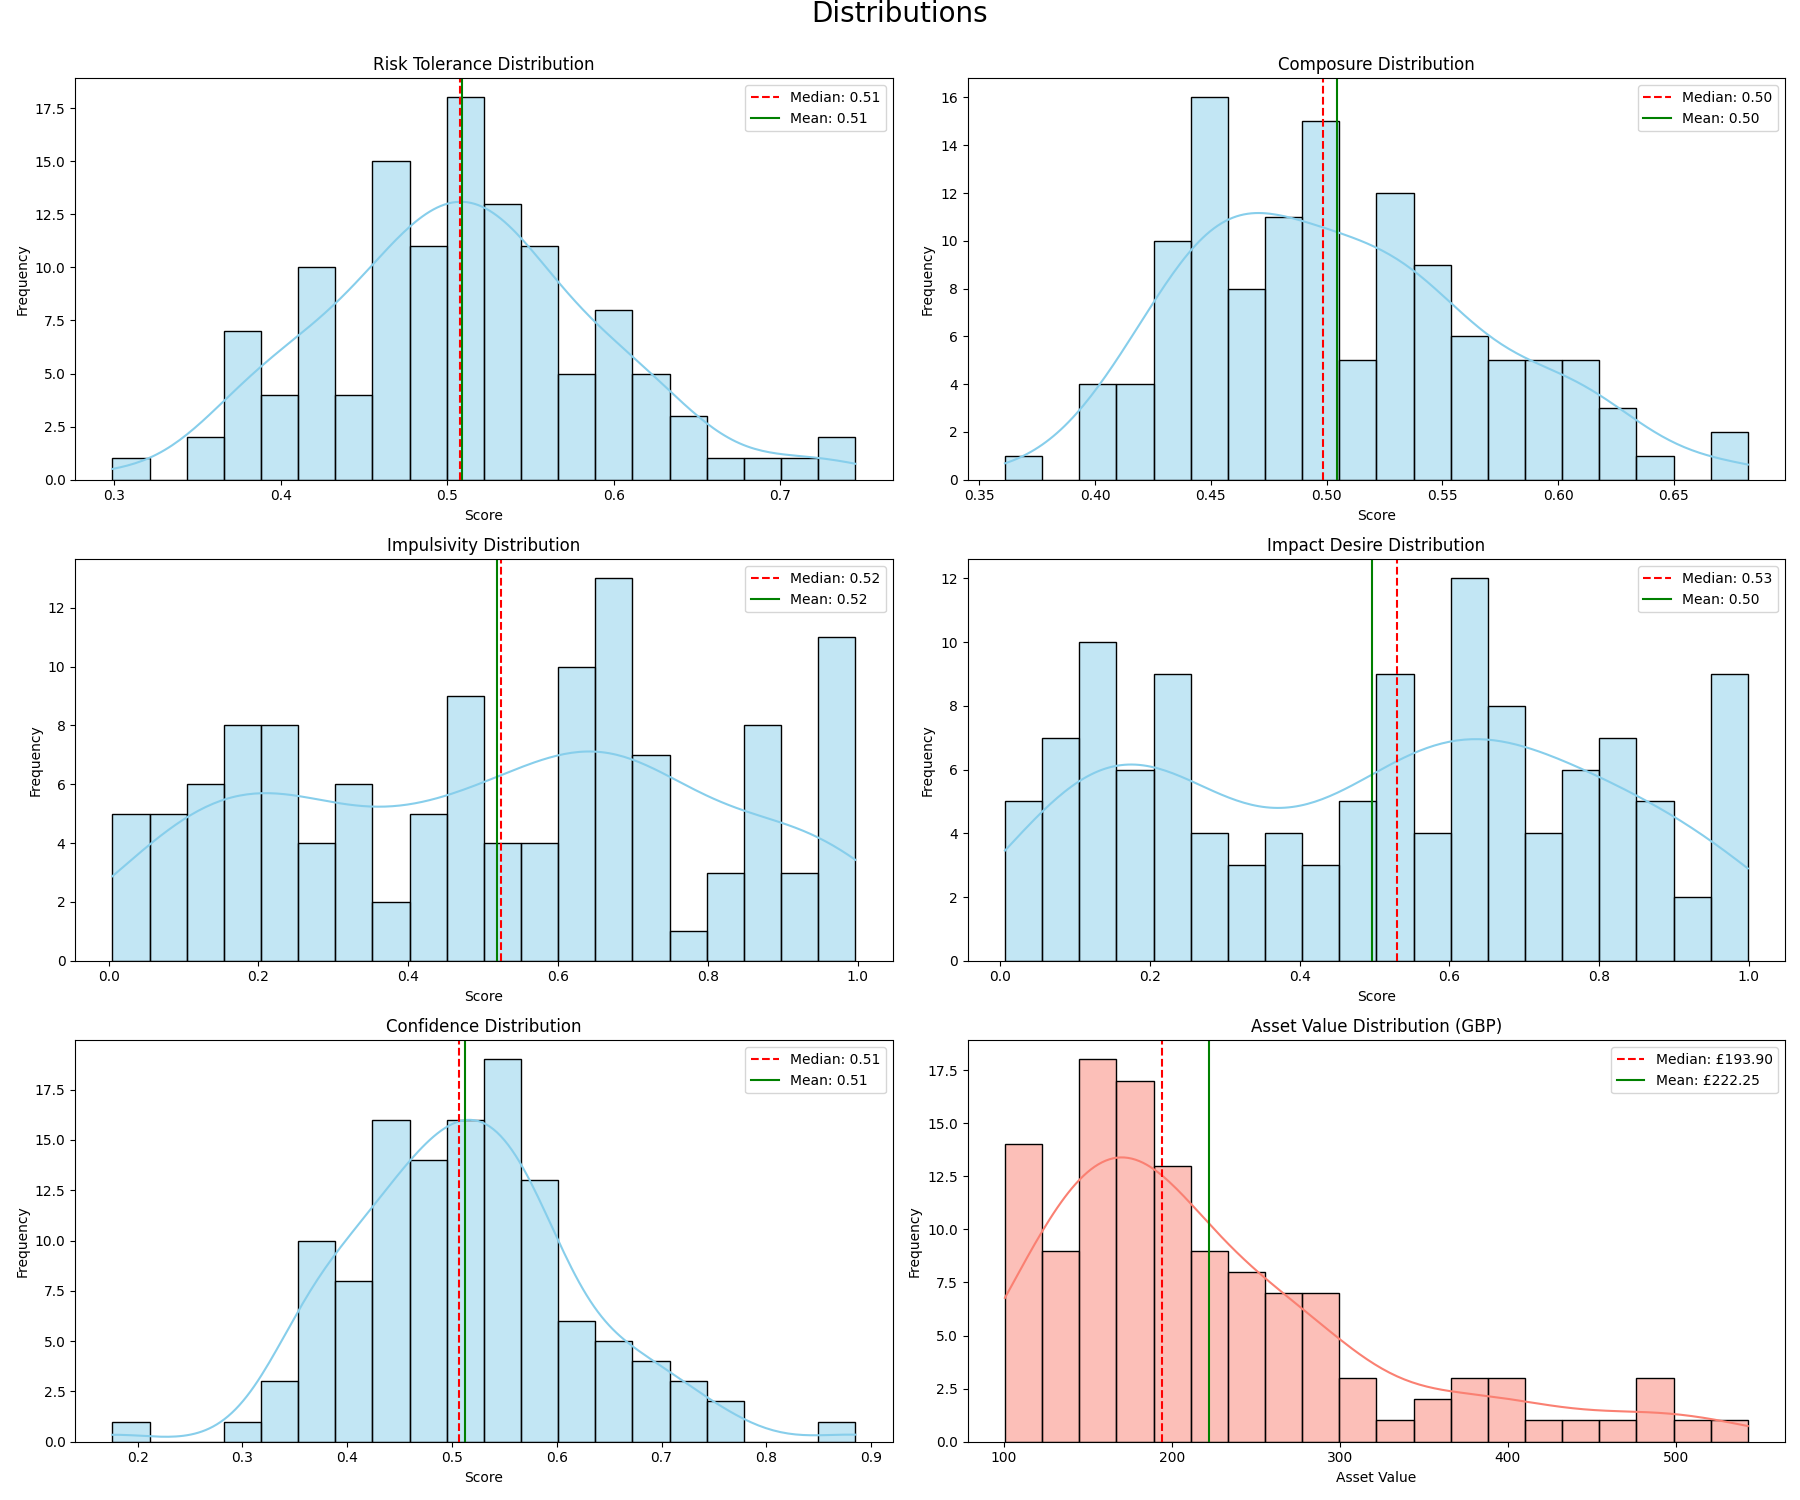 Distributions
Risk Tolerance Distribution
Median: 0.51
Mean: 0.51
Frequency
17.5
15.0
12.5
10.0
7.5
5.0
2.5
0.0
0.3 0.4 0.5 0.6 0.7
Score
Composure Distribution
Median: 0.50
Mean: 0.50
Frequency
16
14
12
10
8
6
4
2
0
0.35 0.40 0.45 0.50 0.55 0.60 0.65
Score
Impulsivity Distribution
Median: 0.52
Mean: 0.52
Frequency
12
10
8
6
4
2
0
0.0 0.2 0.4 0.6 0.8 1.0
Score
Impact Desire Distribution
Median: 0.53
Mean: 0.50
Frequency
12
10
8
6
4
2
0
0.0 0.2 0.4 0.6 0.8 1.0
Score
Confidence Distribution
Median: 0.51
Mean: 0.51
Frequency
17.5
15.0
12.5
10.0
7.5
5.0
2.5
0.0
0.2 0.3 0.4 0.5 0.6 0.7 0.8 0.9
Score
Asset Value Distribution (GBP)
Median: £193.90
Mean: £222.25
Frequency
17.5
15.0
12.5
10.0
7.5
5.0
2.5
0.0
100 200 300 400 500
Asset Value